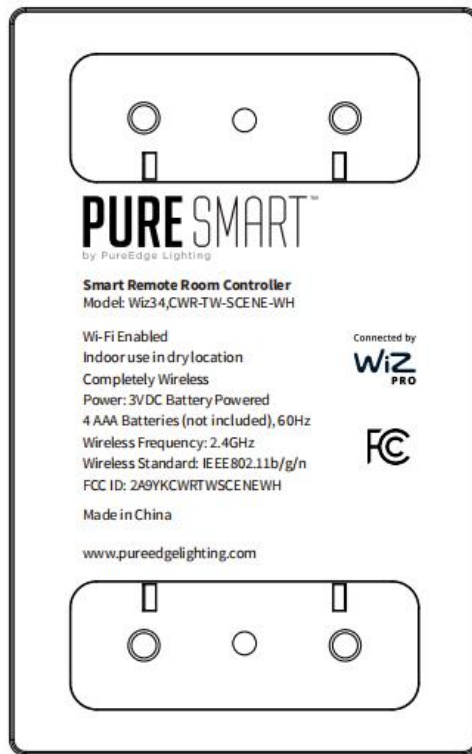 PURE SMART™
by PureEdge Lighting
Smart Remote Room Controller
Model: Wiz34,CWR-TW-SCENE-WH
Wi-Fi Enabled
Indoor use in dry location
Completely Wireless
Power: 3VDC Battery Powered
4 AAA Batteries (not included), 60Hz
Wireless Frequency: 2.4GHz
Wireless Standard: IEEE802.11b/g/n
FCC ID: 2A9YKCWRTWSCENEWH
Made in China
www.pureedgelighting.com
Connected by
WiZ
PRO
FC